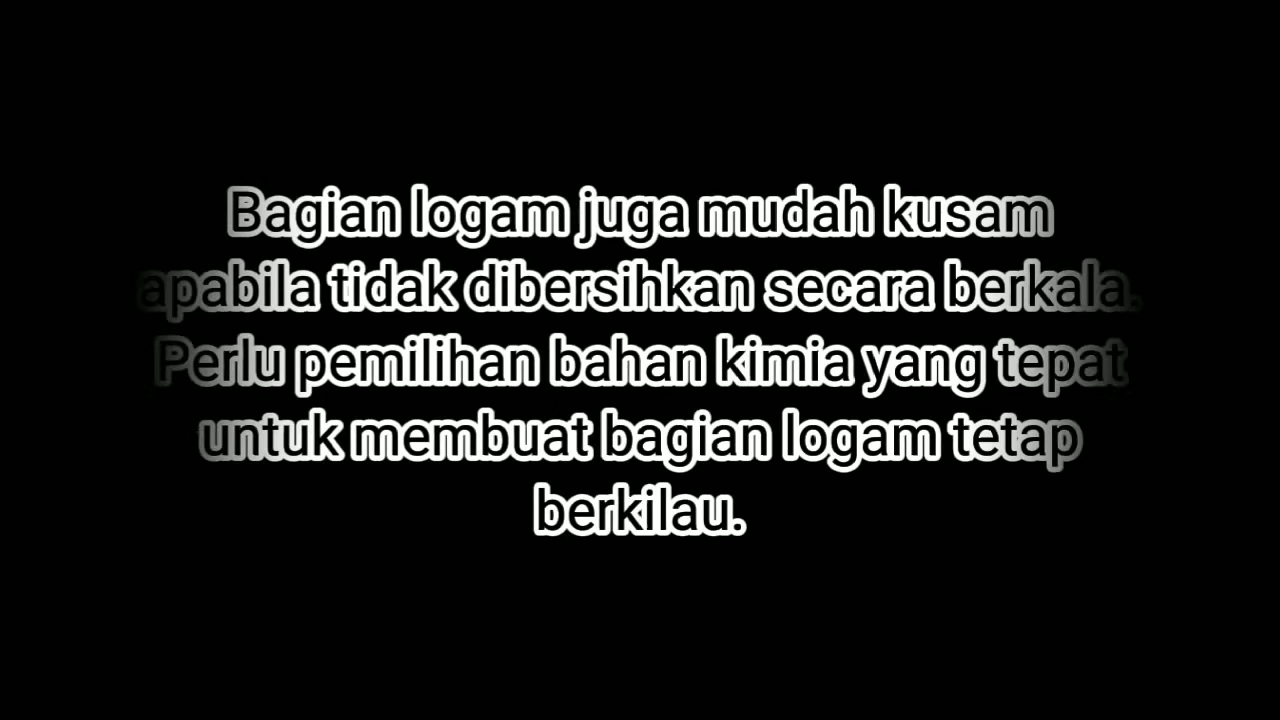 Bagian logam juga mudah kusam
apabila tidak dibersihkan secara berkala.
Perlu pemilihan bahan kimia yang tepat
untuk membuat bagian logam tetap
berkilau.